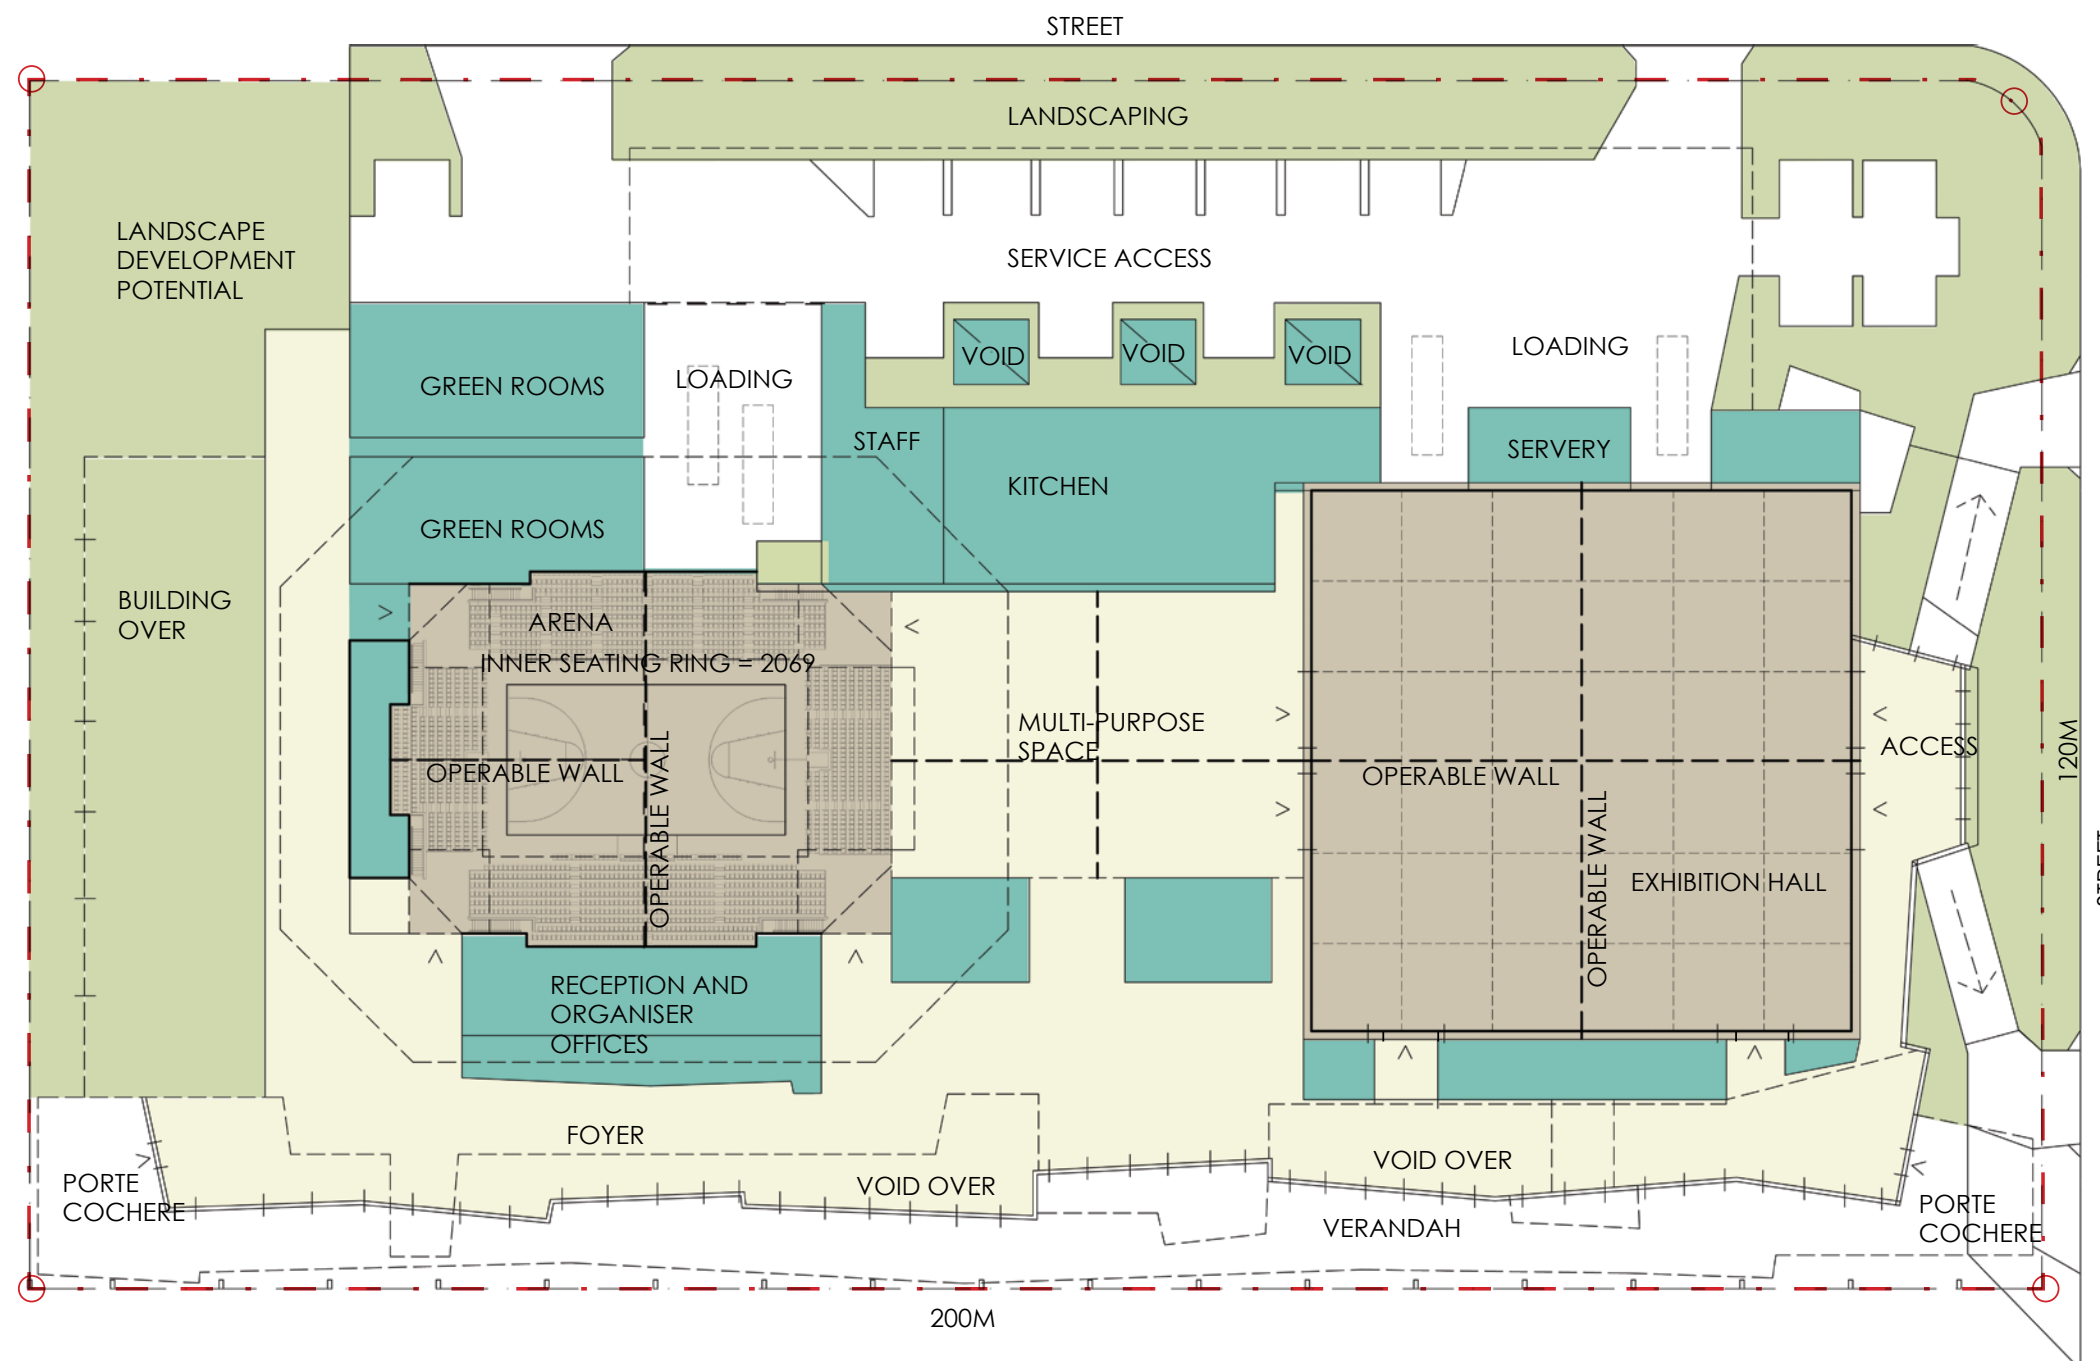 STREET
LANDSCAPING
LANDSCAPE
DEVELOPMENT
POTENTIAL
SERVICE ACCESS
LOADING
VOID
VOID
VOID
GREEN ROOMS
LOADING
STAFF
SERVERY
KITCHEN
GREEN ROOMS
BUILDING
OVER
ARENA
INNER SEATING RING = 2069
MULTI-PURPOSE
SPACE
ACCESS
120M
STREET
OPERABLE WALL
OPERABLE WALL
OPERABLE WALL
OPERABLE WALL
EXHIBITION HALL
RECEPTION AND
ORGANISER
OFFICES
FOYER
VOID OVER
VOID OVER
PORTE
COCHERE
VERANDAH
PORTE
COCHERE
200M